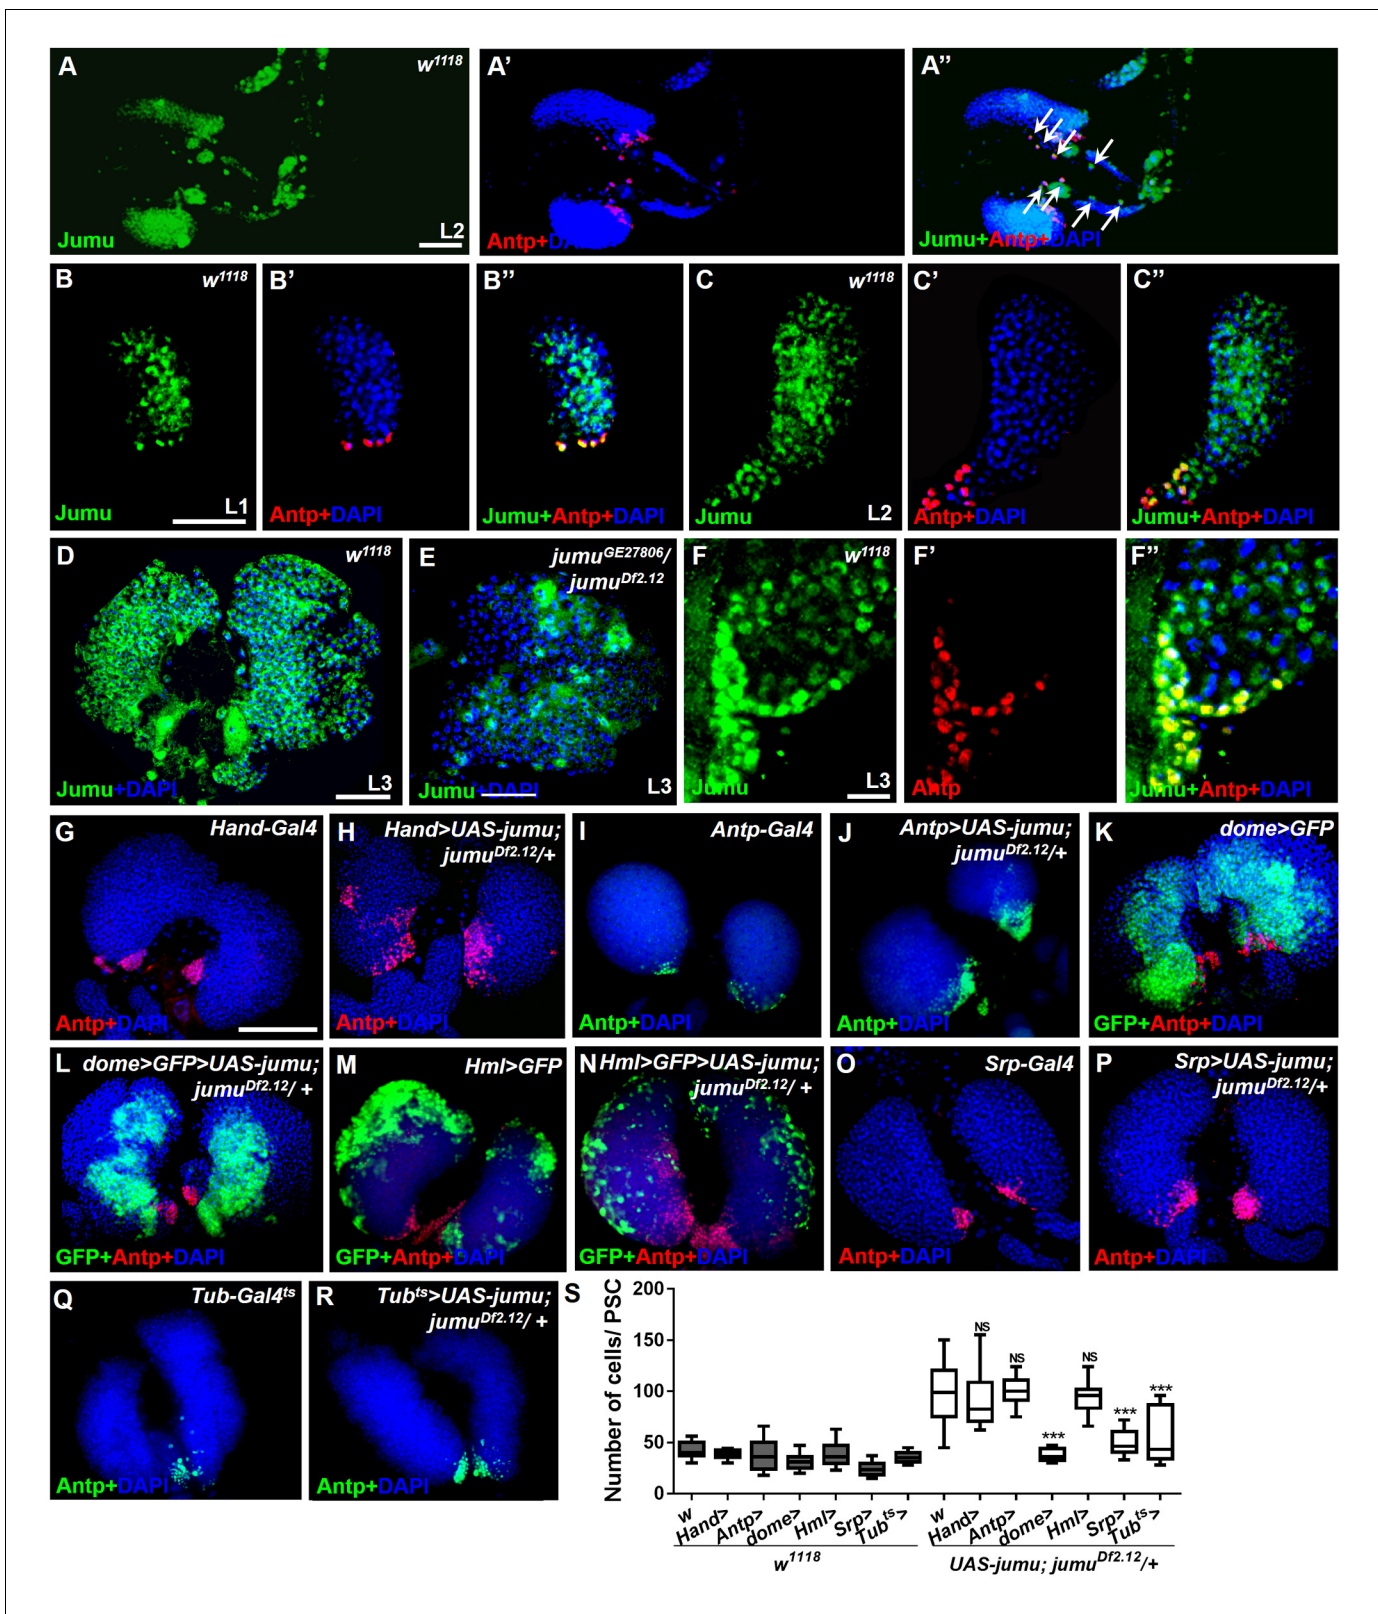 A
w1118
Jumu
L2
A'
Antp+DAPI
A''
Jumu+Antp+DAPI
B
w1118
Jumu
L1
B'
Antp+DAPI
B''
Jumu+Antp+DAPI
C
w1118
Jumu
L2
C'
Antp+DAPI
C''
Jumu+Antp+DAPI
D
w1118
Jumu+DAPI
L3
E
jumuGE27806/
jumuDf2.12
Jumu+DAPI
L3
F
w1118
Jumu
L3
F'
Antp
F''
Jumu+Antp+DAPI
G
Hand-Gal4
Antp+DAPI
H
Hand>UAS-jumu;
jumuDf2.12/+
Antp+DAPI
I
Antp-Gal4
Antp+DAPI
J
Antp>UAS-jumu;
jumuDf2.12/+
Antp+DAPI
K
dome>GFP
GFP+Antp+DAPI
L
dome>GFP>UAS-jumu;
jumuDf2.12/ +
GFP+Antp+DAPI
M
Hml>GFP
GFP+Antp+DAPI
N
Hml>GFP>UAS-jumu;
jumuDf2.12/ +
GFP+Antp+DAPI
O
Srp-Gal4
Antp+DAPI
P
Srp>UAS-jumu;
jumuDf2.12/+
Antp+DAPI
Q
Tub-Gal4ts
Antp+DAPI
R
Tubts>UAS-jumu;
jumuDf2.12/ +
Antp+DAPI
S
Number of cells/ PSC
200
150
100
50
0
NS
NS
***
NS
***
***
w
Hand>
Antp>
dome>
Hml>
Srp>
Tubts>
w
Hand>
Antp>
dome>
Hml>
Srp>
Tubts>
w1118
UAS-jumu; jumuDf2.12/+